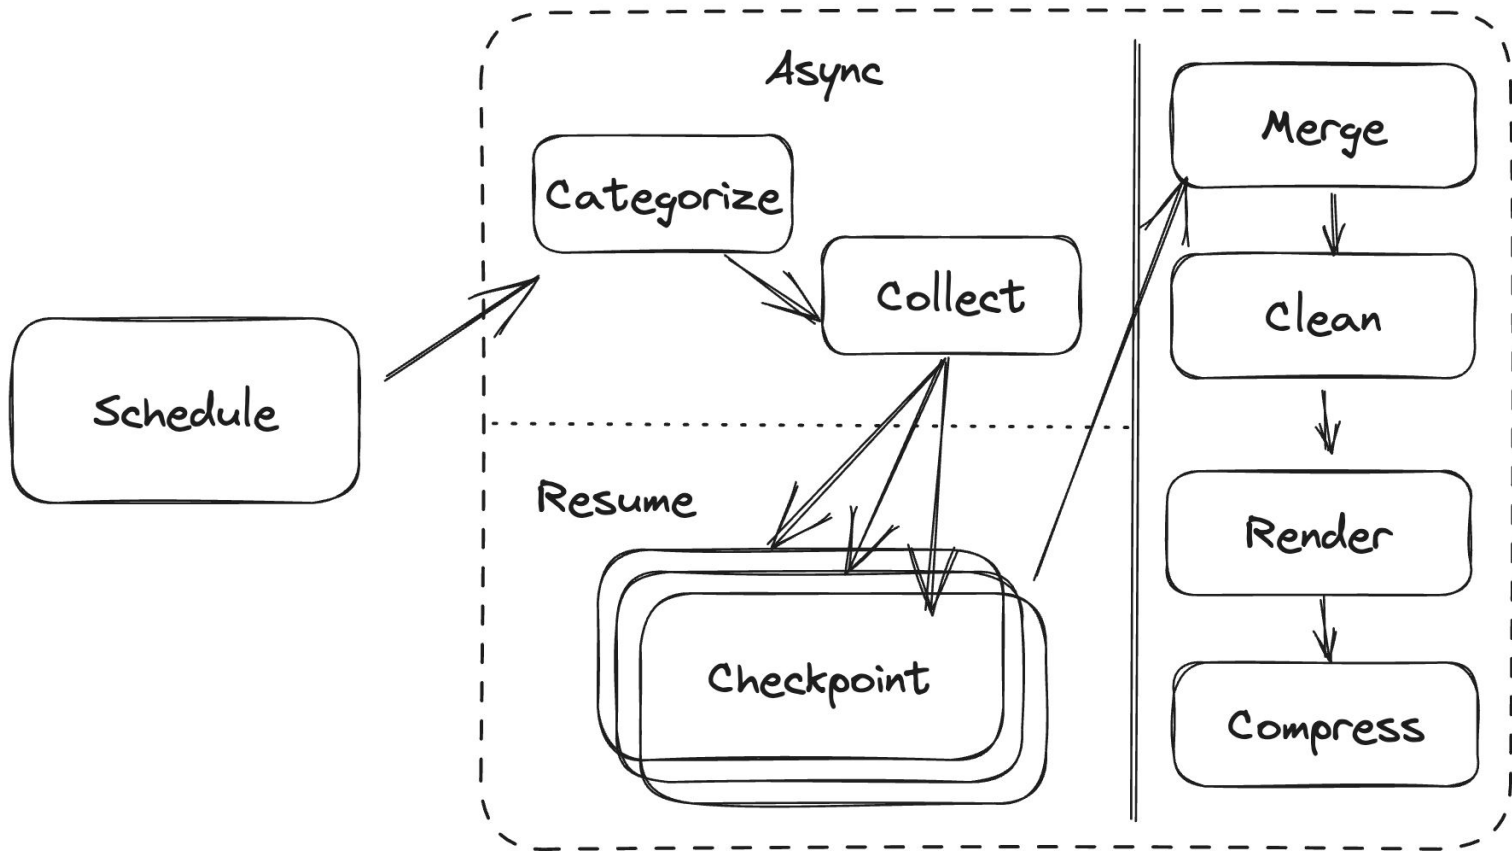 Async
Categorize
Collect
Schedule
Resume
Checkpoint
Merge
Clean
Render
Compress